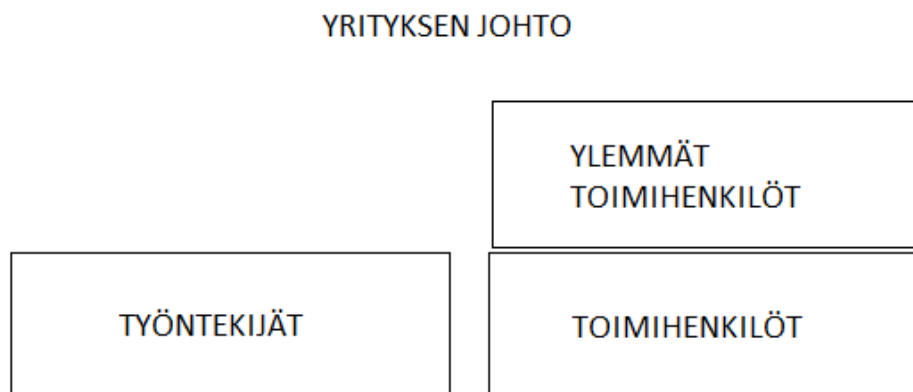 YRITYKSEN JOHTO
YLEMMÄT
TOIMIHENKILÖT
TYÖNTEKIJÄT
TOIMIHENKILÖT